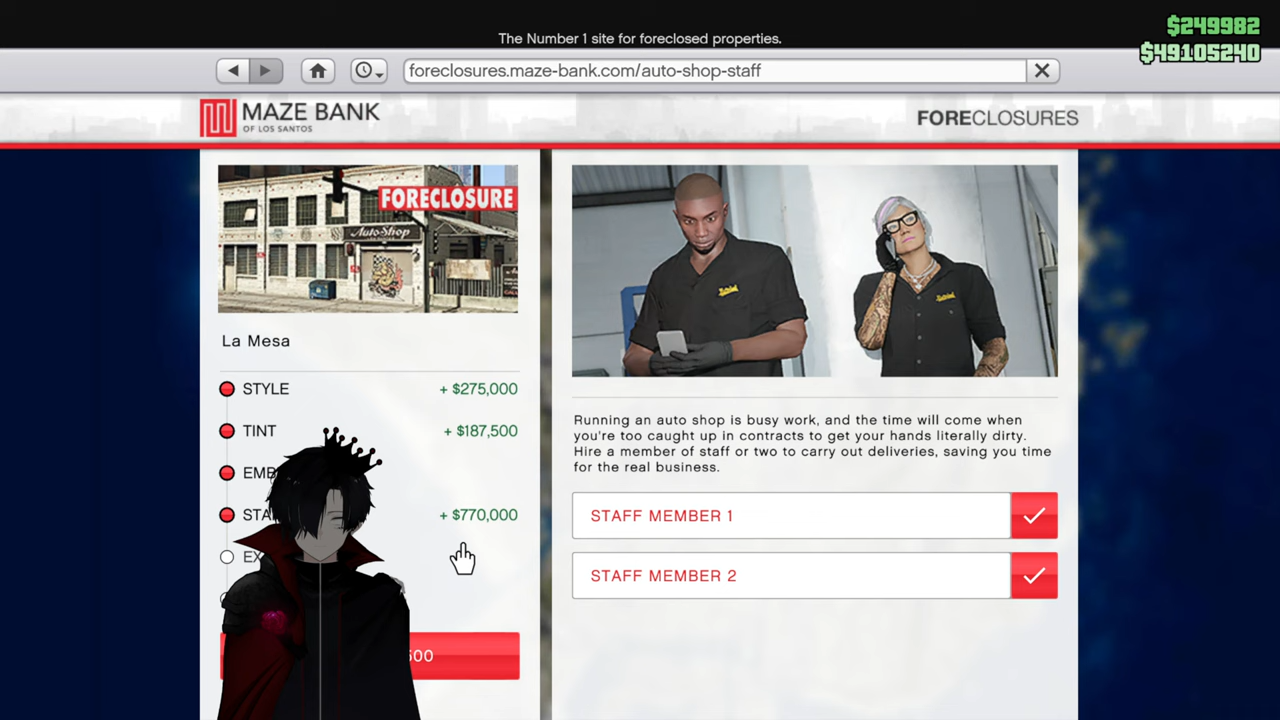 The Number 1 site for foreclosed properties.
$249982
$49105240
foreclosures.maze-bank.com/auto-shop-staff
MAZE BANK
OF LOS SANTOS
FORECLOSURES
FORECLOSURE
Auto Shop
La Mesa
STYLE + $275,000
TINT + $187,500
EMB
STA + $770,000
EX
500
Running an auto shop is busy work, and the time will come when
you're too caught up in contracts to get your hands literally dirty.
Hire a member of staff or two to carry out deliveries, saving you time
for the real business.
STAFF MEMBER 1
STAFF MEMBER 2